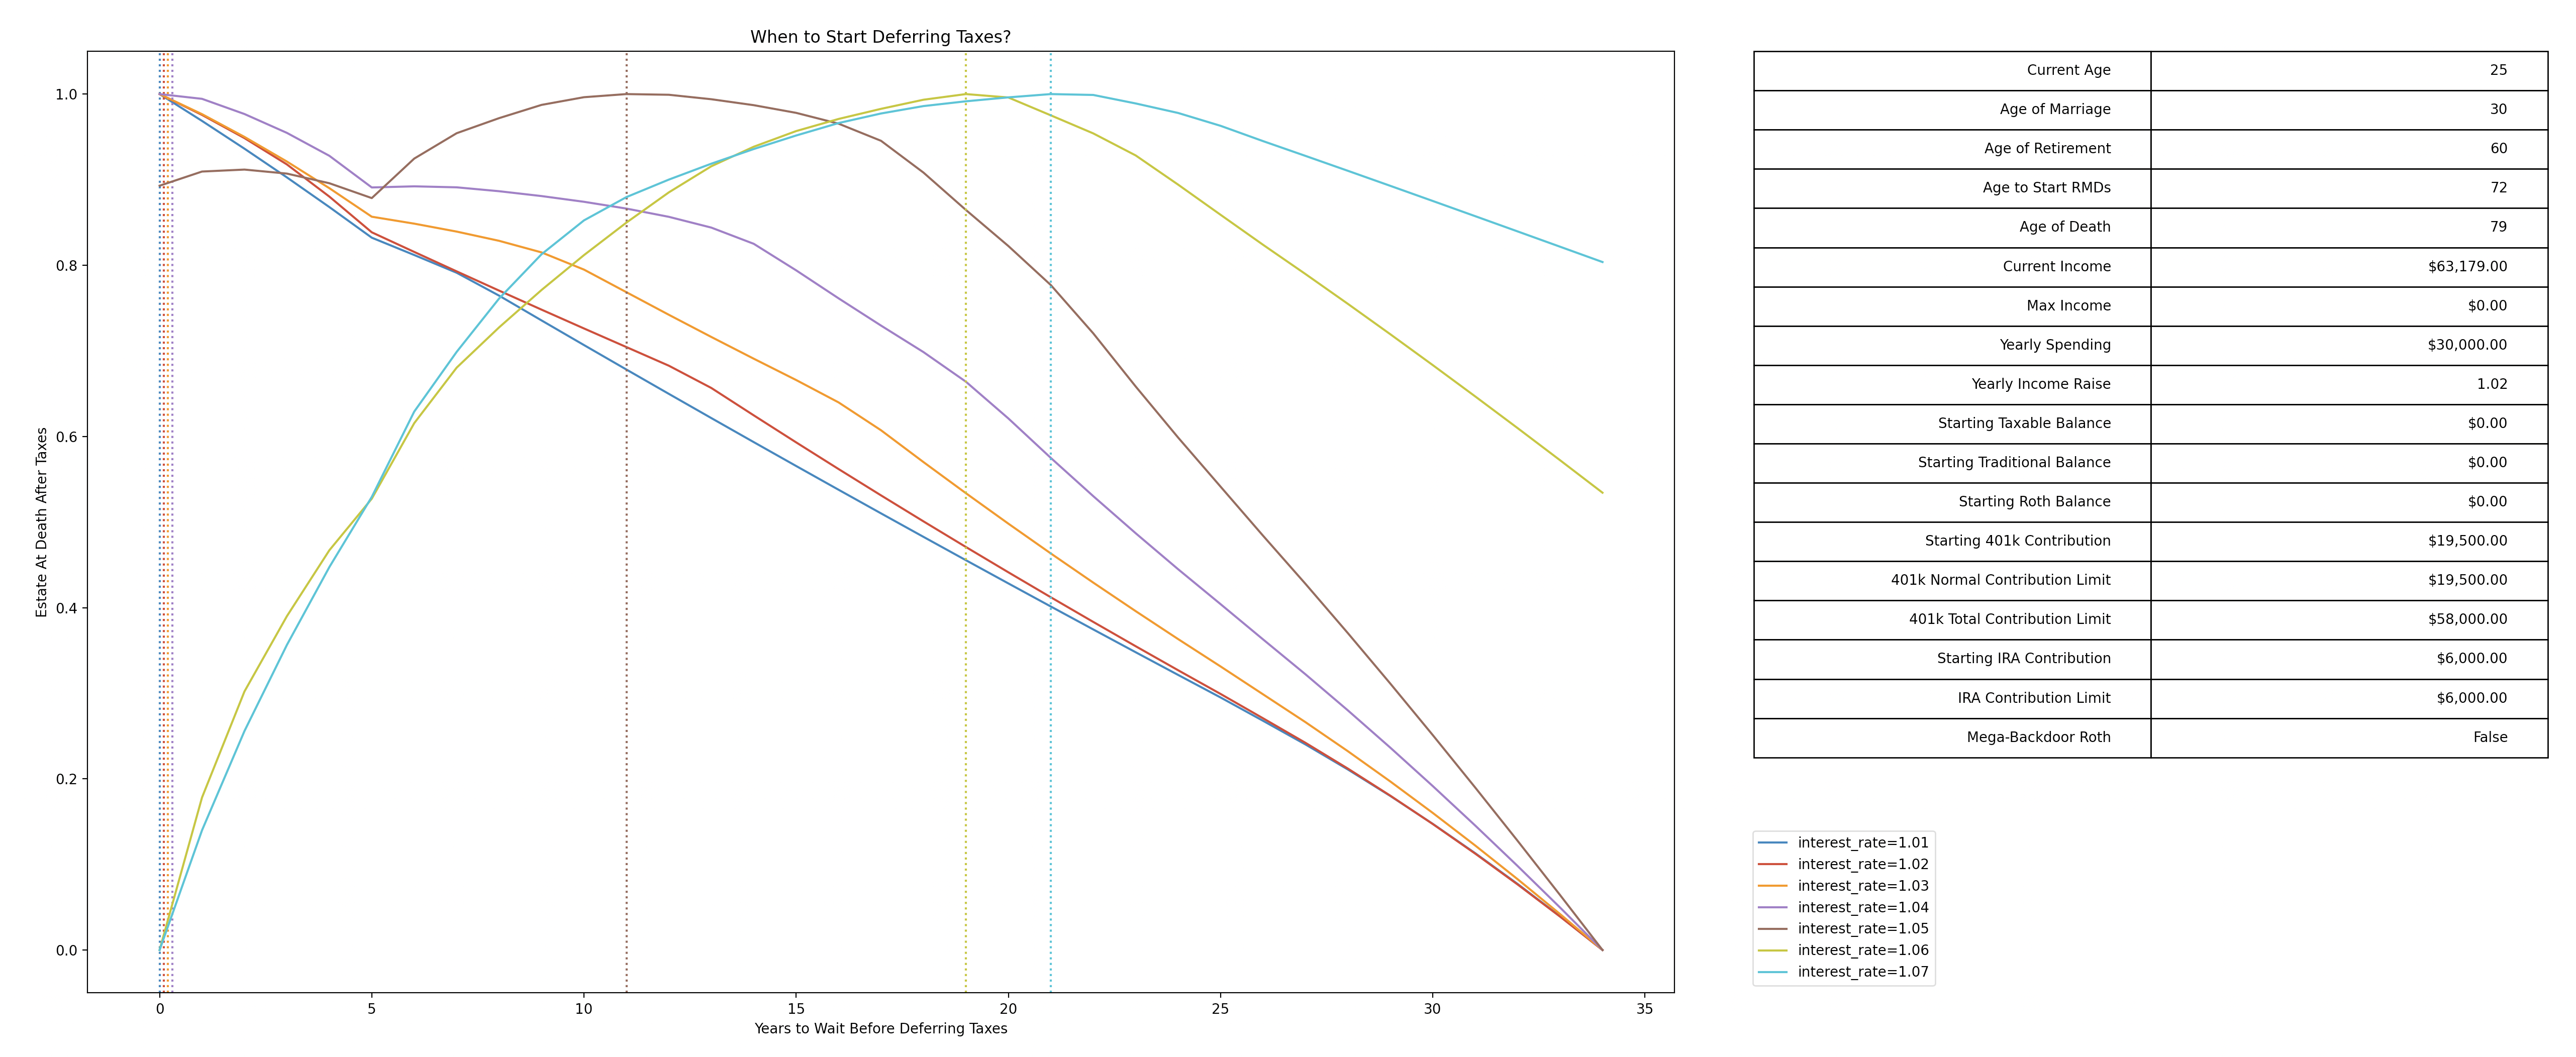 When to Start Deferring Taxes?
Estate At Death After Taxes
1.0
0.8
0.6
0.4
0.2
0.0
0 5 10 15 20 25 30 35
Years to Wait Before Deferring Taxes
Current Age 25
Age of Marriage 30
Age of Retirement 60
Age to Start RMDs 72
Age of Death 79
Current Income $63,179.00
Max Income $0.00
Yearly Spending $30,000.00
Yearly Income Raise 1.02
Starting Taxable Balance $0.00
Starting Traditional Balance $0.00
Starting Roth Balance $0.00
Starting 401k Contribution $19,500.00
401k Normal Contribution Limit $19,500.00
401k Total Contribution Limit $58,000.00
Starting IRA Contribution $6,000.00
IRA Contribution Limit $6,000.00
Mega-Backdoor Roth False
interest_rate=1.01
interest_rate=1.02
interest_rate=1.03
interest_rate=1.04
interest_rate=1.05
interest_rate=1.06
interest_rate=1.07